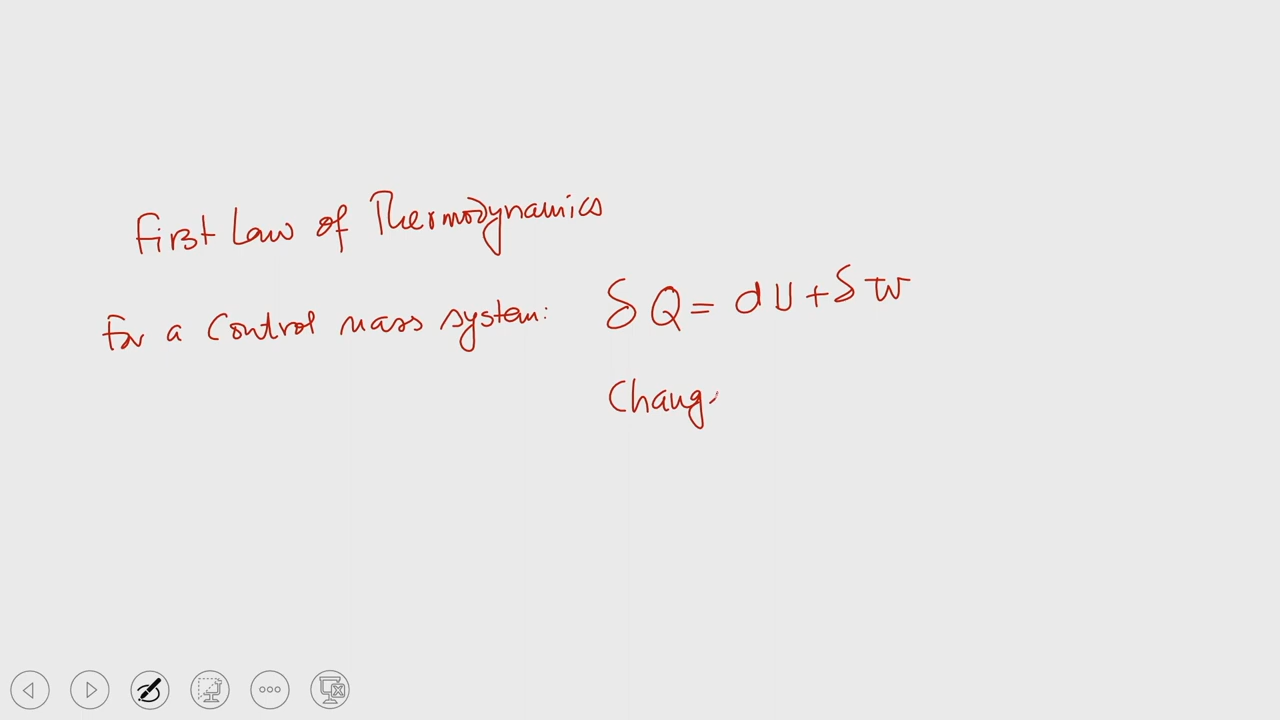 First Law of Thermodynamics
For a Control mass system: δQ = dU + δW
Chang